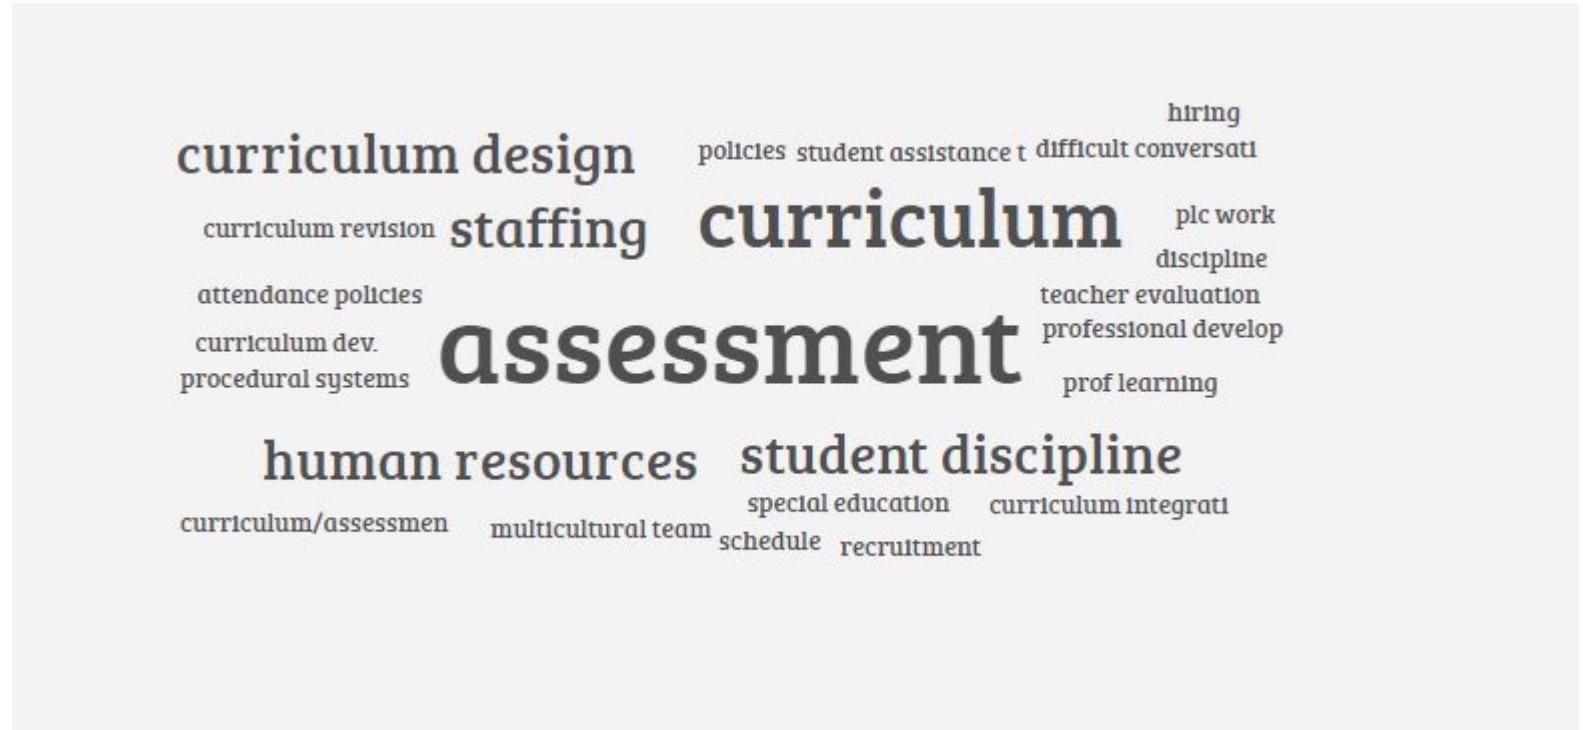 hiring
curriculum design
policies
student assistance t
difficult conversati
curriculum revision
staffing
curriculum
plc work
discipline
attendance policies
teacher evaluation
assessment
professional develop
curriculum dev.
procedural systems
prof learning
human resources
student discipline
special education
curriculum integrati
curriculum/assessmen
multicultural team
schedule
recruitment